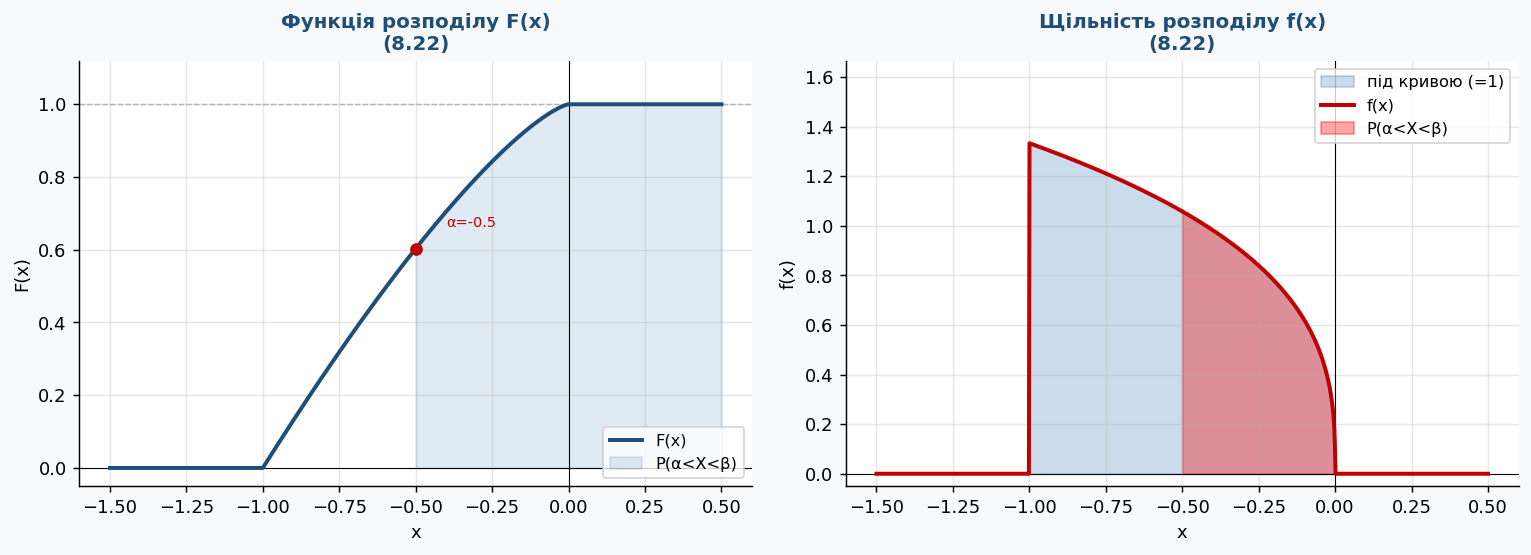 Функція розподілу F(x)
(8.22)
F(x)
1.0
0.8
0.6
0.4
0.2
0.0
α=-0.5
F(x)
P(α<X<β)
−1.50 −1.25 −1.00 −0.75 −0.50 −0.25 0.00 0.25 0.50
x
Щільність розподілу f(x)
(8.22)
f(x)
1.6
1.4
1.2
1.0
0.8
0.6
0.4
0.2
0.0
під кривою (=1)
f(x)
P(α<X<β)
−1.50 −1.25 −1.00 −0.75 −0.50 −0.25 0.00 0.25 0.50
x